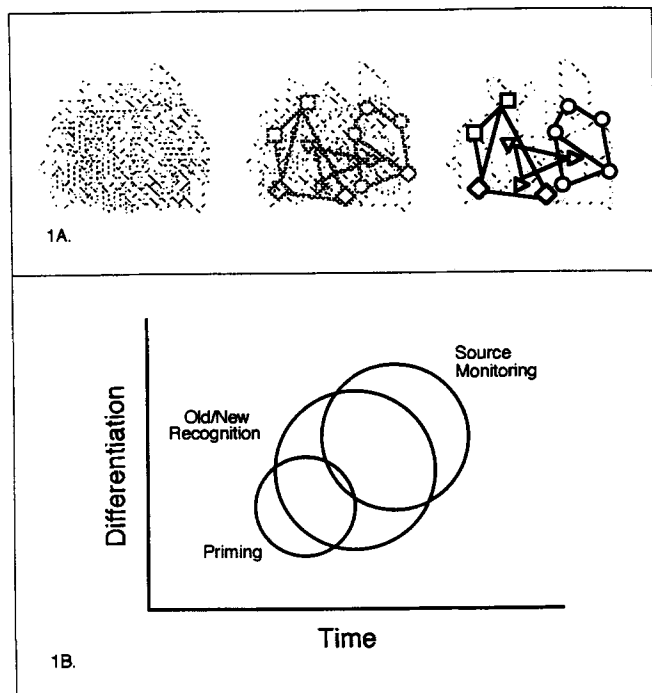 1A.
Source
Monitoring
Old/New
Recognition
Differentiation
Priming
Time
1B.